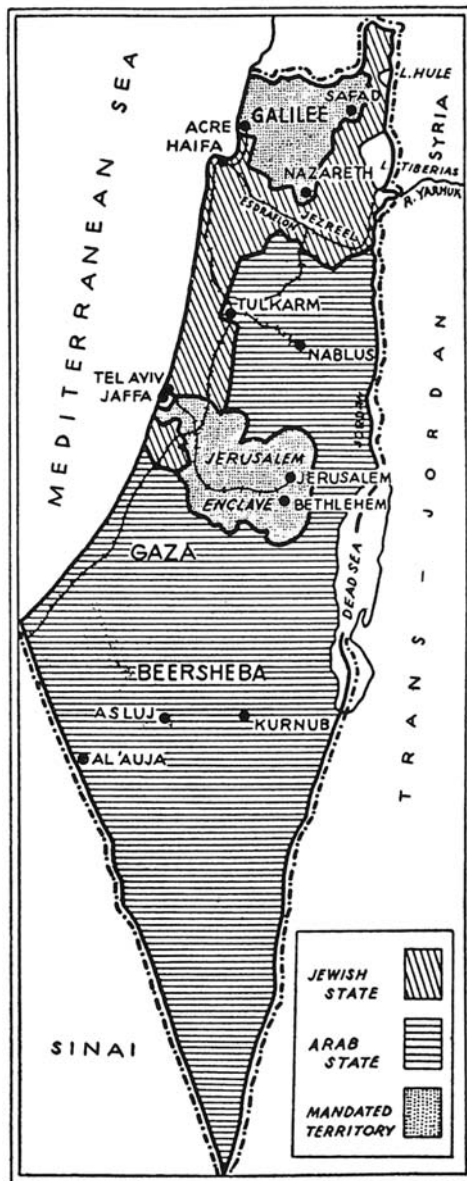 MEDITERRANEAN SEA
L. HULE
SAFAD
GALILEE
SYRIA
ACRE
HAIFA
L. TIBERIAS
NAZARETH
R. YARMUK
ESDRAELON
JEZREEL
TULKARM
NABLUS
TEL AVIV
JAFFA
JORDAN
JERUSALEM
ENCLAVE
JERUSALEM
BETHLEHEM
GAZA
DEAD SEA
TRANS - JORDAN
BEERSHEBA
ASLUJ
KURNUB
AL'AUJA
SINAI
JEWISH
STATE
ARAB
STATE
MANDATED
TERRITORY